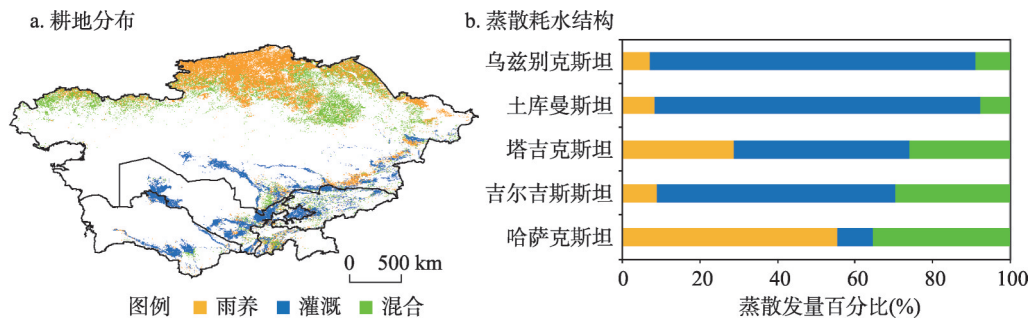 a. 耕地分布
0 500 km
图例 雨养 灌溉 混合
b. 蒸散耗水结构
乌兹别克斯坦
土库曼斯坦
塔吉克斯坦
吉尔吉斯斯坦
哈萨克斯坦
0 20 40 60 80 100
蒸散发量百分比(%)